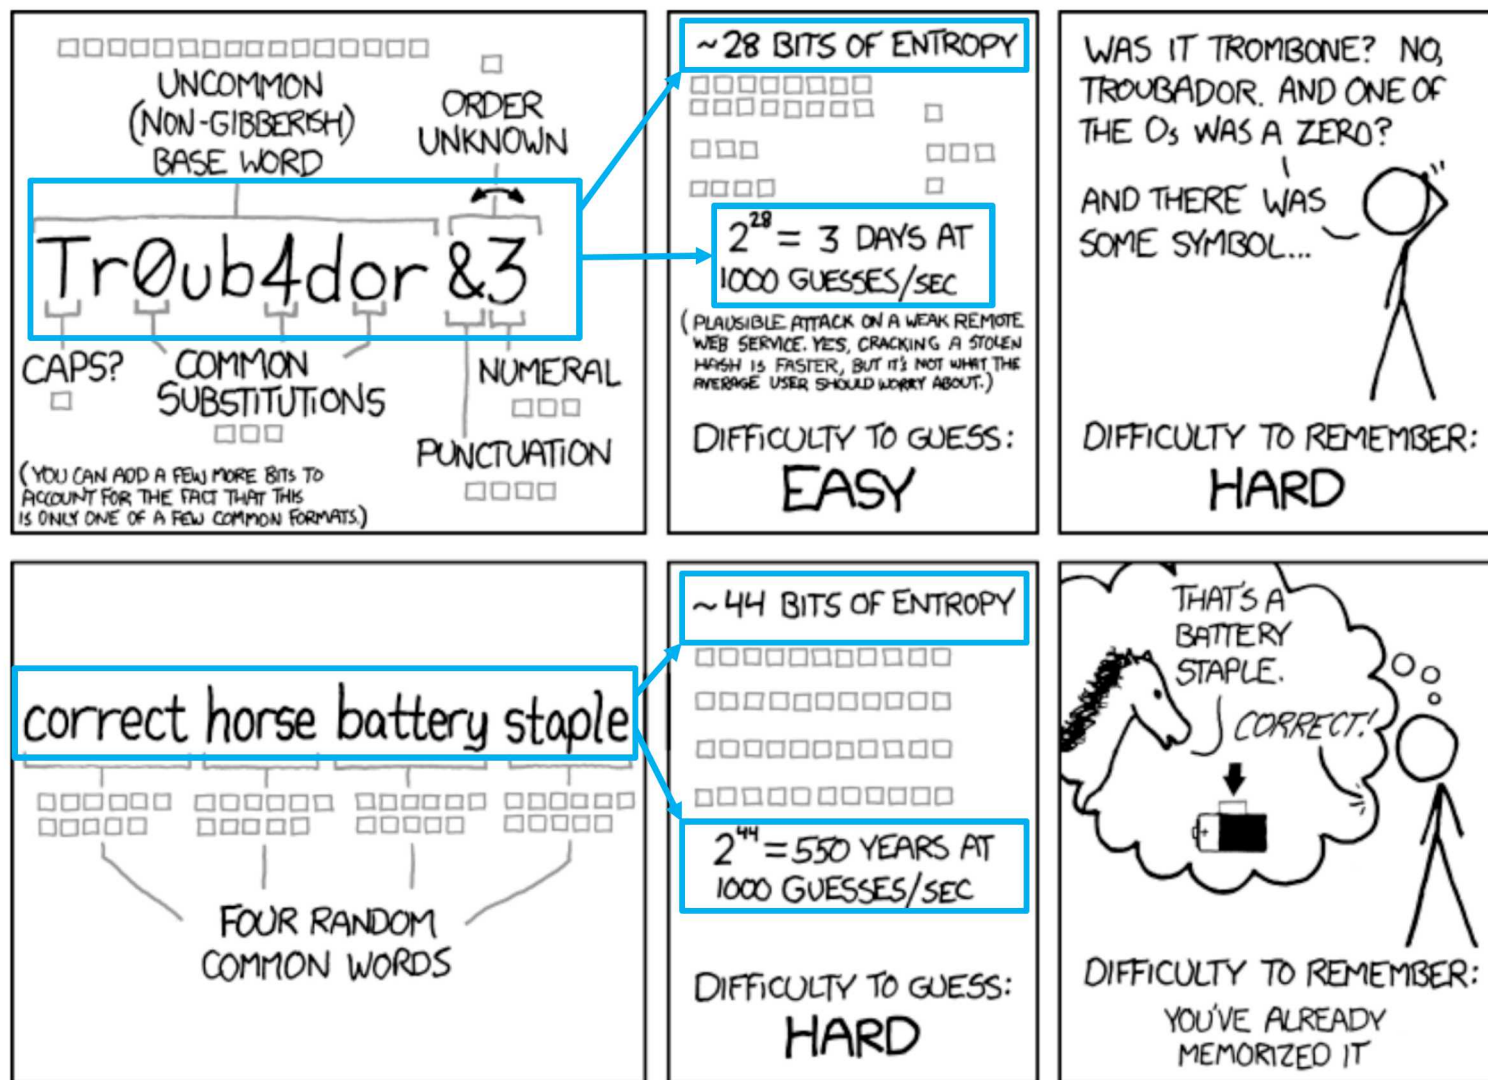 UNCOMMON
(NON-GIBBERISH)
BASE WORD
ORDER
UNKNOWN
Tr0ub4dor &3
CAPS?
COMMON
SUBSTITUTIONS
NUMERAL
PUNCTUATION
(YOU CAN ADD A FEW MORE BITS TO
ACCOUNT FOR THE FACT THAT THIS
IS ONLY ONE OF A FEW COMMON FORMATS.)
~28 BITS OF ENTROPY
2^28 = 3 DAYS AT
1000 GUESSES/SEC
(PLAUSIBLE ATTACK ON A WEAK REMOTE
WEB SERVICE. YES, CRACKING A STOLEN
HASH IS FASTER, BUT IT'S NOT WHAT THE
AVERAGE USER SHOULD WORRY ABOUT.)
DIFFICULTY TO GUESS:
EASY
WAS IT TROMBONE? NO,
TROUBADOR. AND ONE OF
THE Os WAS A ZERO?
AND THERE WAS
SOME SYMBOL...
DIFFICULTY TO REMEMBER:
HARD
correct horse battery staple
FOUR RANDOM
COMMON WORDS
~44 BITS OF ENTROPY
2^44 = 550 YEARS AT
1000 GUESSES/SEC
DIFFICULTY TO GUESS:
HARD
THAT'S A
BATTERY
STAPLE.
CORRECT!
+
DIFFICULTY TO REMEMBER:
YOU'VE ALREADY
MEMORIZED IT